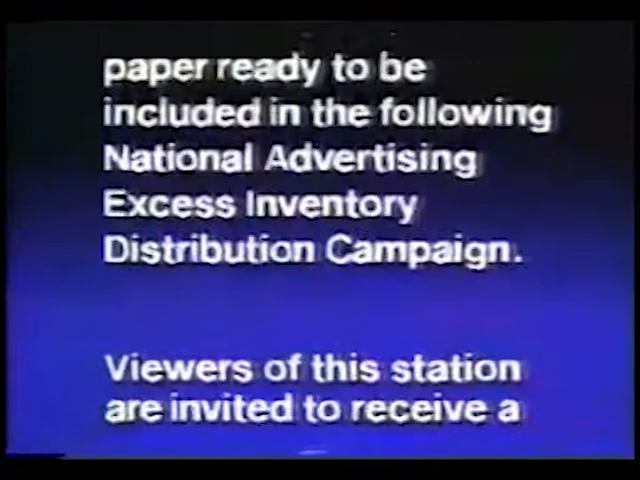 paper ready to be
included in the following
National Advertising
Excess Inventory
Distribution Campaign.
Viewers of this station
are invited to receive a